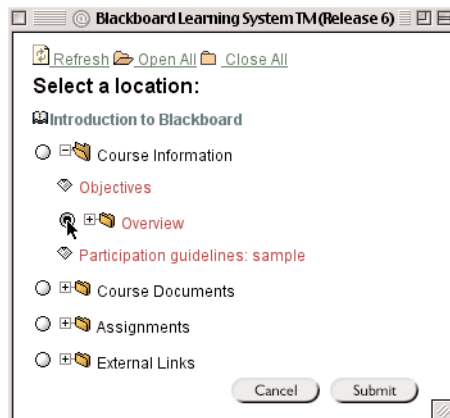 Blackboard Learning System TM (Release 6)
Refresh Open All Close All
Select a location:
Introduction to Blackboard
Course Information
Objectives
Overview
Participation guidelines: sample
Course Documents
Assignments
External Links
Cancel Submit